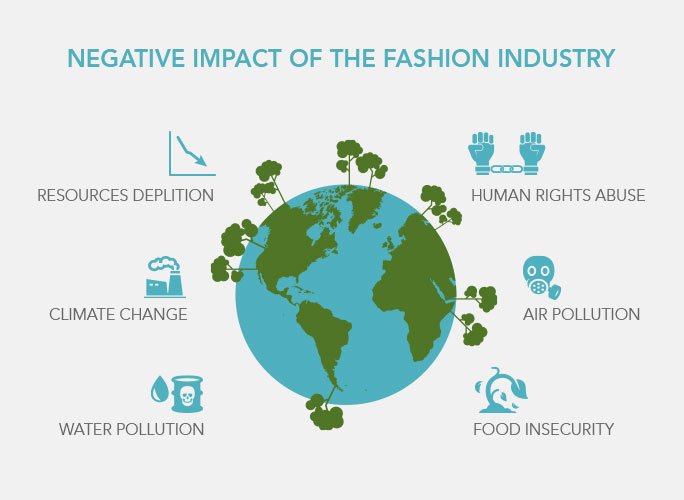 NEGATIVE IMPACT OF THE FASHION INDUSTRY
RESOURCES DEPLITION
HUMAN RIGHTS ABUSE
CLIMATE CHANGE
AIR POLLUTION
WATER POLLUTION
FOOD INSECURITY